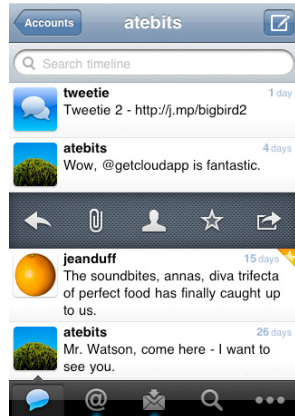 Accounts
atebits
Search timeline
tweetie
1 day
Tweetie 2 - http://j.mp/bigbird2
atebits
4 days
Wow, @getcloudapp is fantastic.
jeanduff
15 days
The soundbites, annas, diva trifecta
of perfect food has finally caught up
to us.
atebits
26 days
Mr. Watson, come here - I want to
see you.